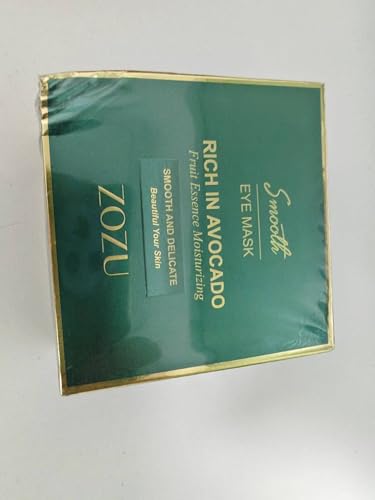 Smooth
EYE MASK
RICH IN AVOCADO
Fruit Essence Moisturizing
SMOOTH AND DELICATE
Beautiful Your Skin
ZOZU